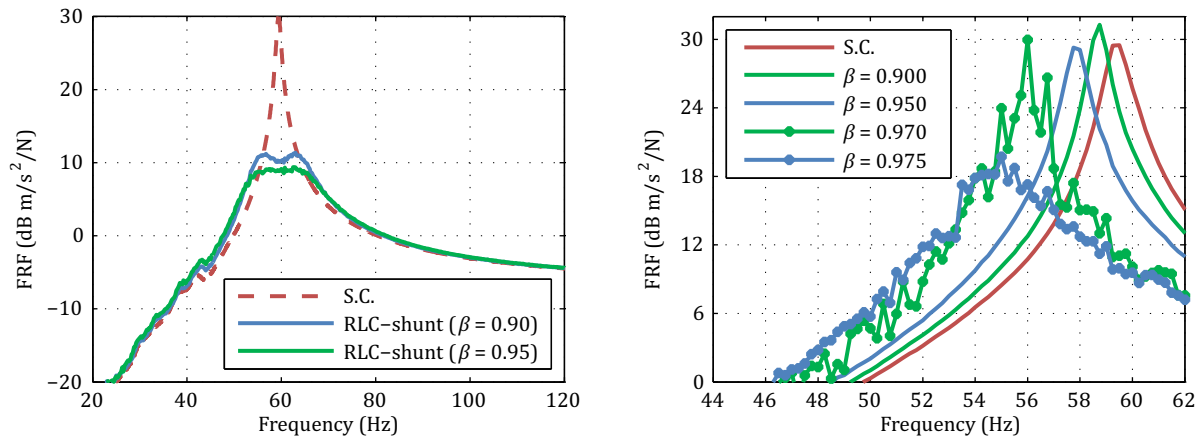 30
20
10
0
−10
−20
20
40
60
80
100
120
FRF (dB m/s²/N)
Frequency (Hz)
S.C.
RLC−shunt (β = 0.90)
RLC−shunt (β = 0.95)
30
24
18
12
6
0
44
46
48
50
52
54
56
58
60
62
FRF (dB m/s²/N)
Frequency (Hz)
S.C.
β = 0.900
β = 0.950
β = 0.970
β = 0.975